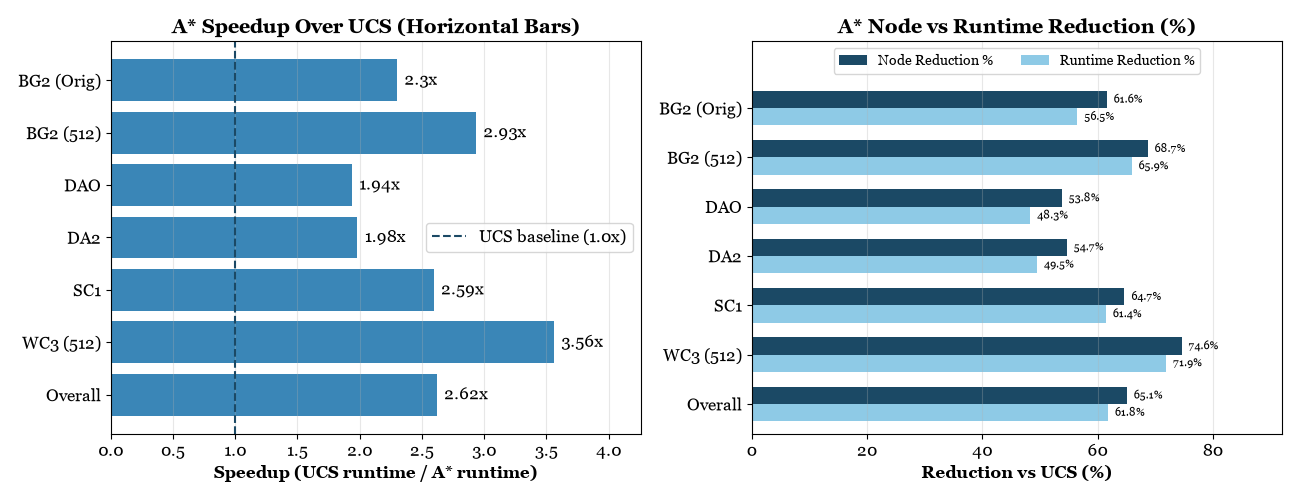 A* Speedup Over UCS (Horizontal Bars)
BG2 (Orig)
2.3x
BG2 (512)
2.93x
DAO
1.94x
DA2
1.98x
UCS baseline (1.0x)
SC1
2.59x
WC3 (512)
3.56x
Overall
2.62x
0.0 0.5 1.0 1.5 2.0 2.5 3.0 3.5 4.0
Speedup (UCS runtime / A* runtime)
A* Node vs Runtime Reduction (%)
Node Reduction % Runtime Reduction %
BG2 (Orig)
61.6%
56.5%
BG2 (512)
68.7%
65.9%
DAO
53.8%
48.3%
DA2
54.7%
49.5%
SC1
64.7%
61.4%
WC3 (512)
74.6%
71.9%
Overall
65.1%
61.8%
0 20 40 60 80
Reduction vs UCS (%)